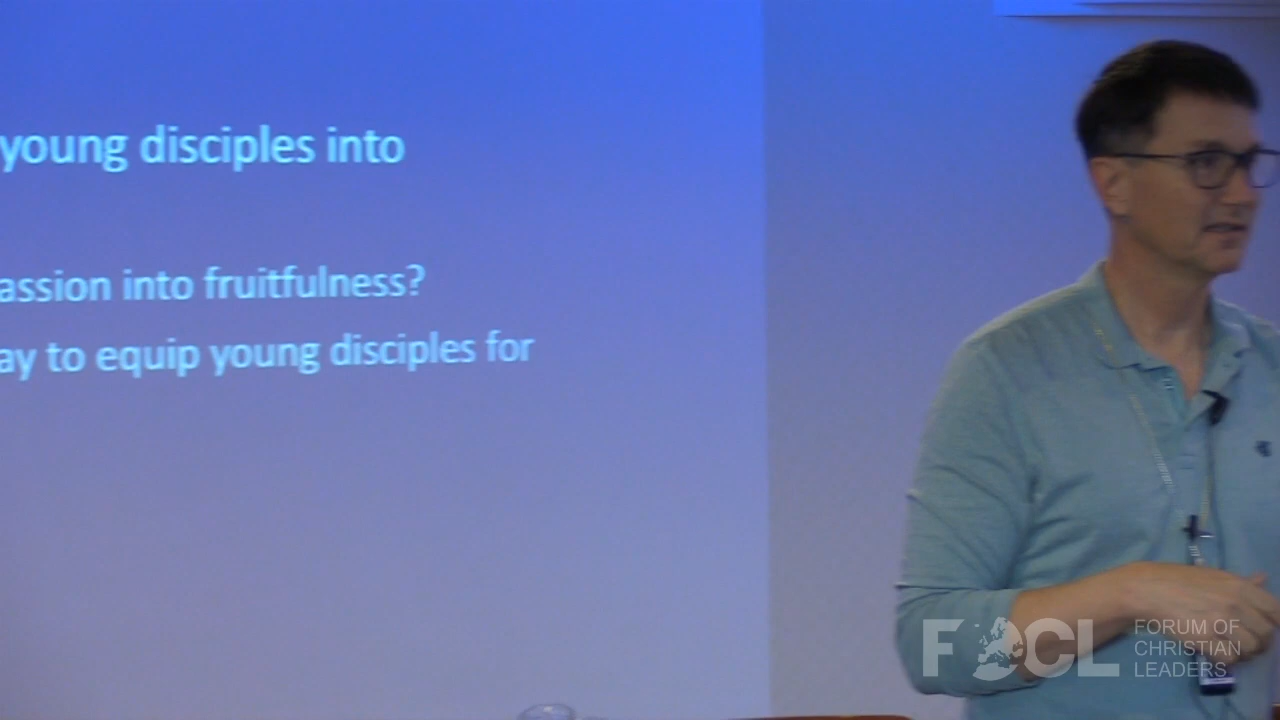 young disciples into
assion into fruitfulness?
ay to equip young disciples for
FOCL
FORUM OF
CHRISTIAN
LEADERS